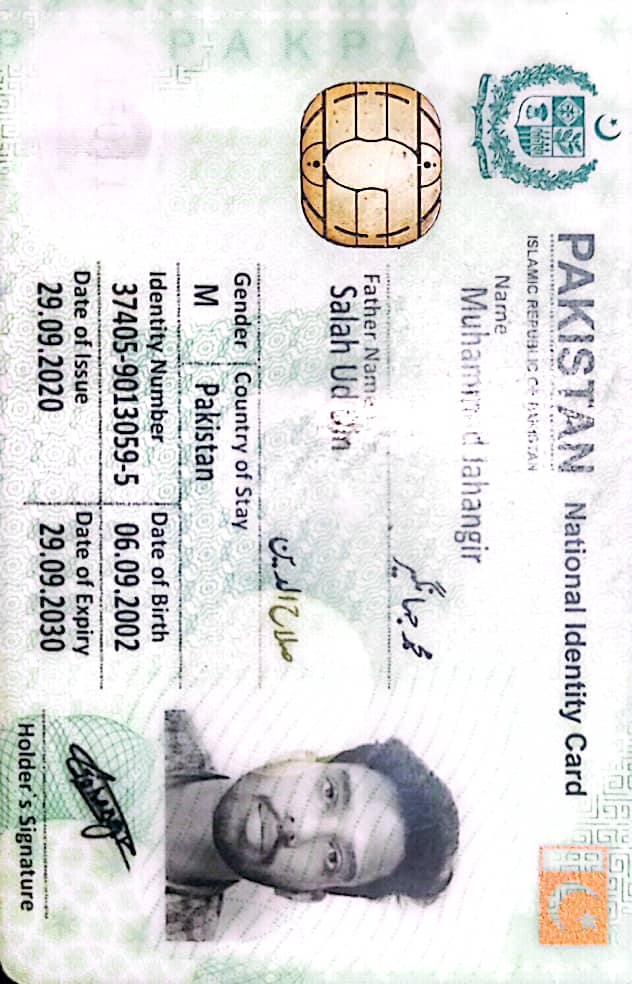 PAKISTAN National Identity Card
ISLAMIC REPUBLIC OF PAKISTAN
Name
Muhammad Jahangir
محمد جہانگیر
Father Name
Salah Ud Din
صلاح الدین
Gender Country of Stay
M Pakistan
Identity Number Date of Birth
37405-9013059-5 06.09.2002
Date of Issue Date of Expiry
29.09.2020 29.09.2030
Holder's Signature